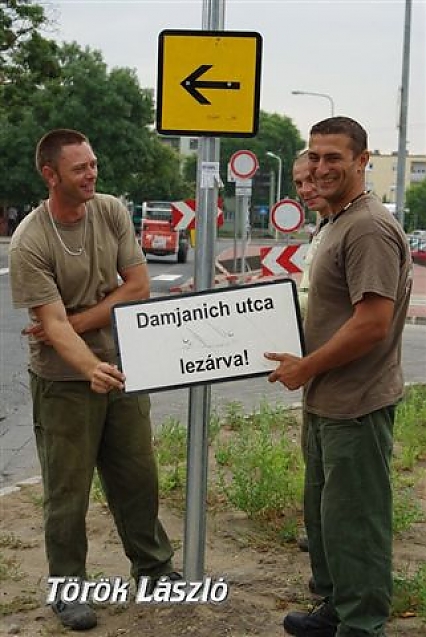 Damjanich utca
lezárva!
Török László